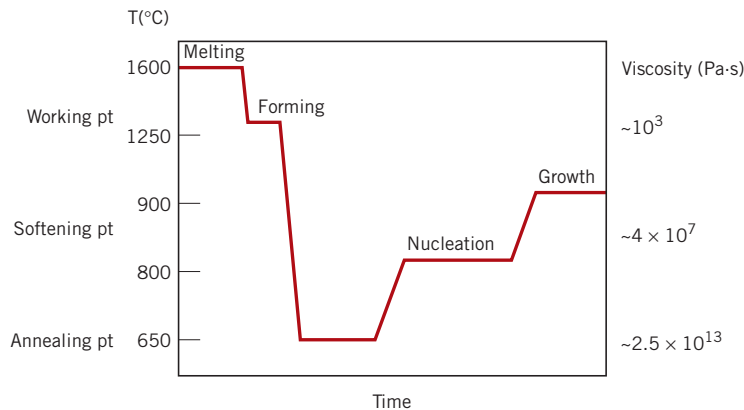 T(°C)
Melting
1600
Viscosity (Pa·s)
Forming
Working pt
~10³
1250
Growth
900
Softening pt
~4 × 10⁷
Nucleation
800
Annealing pt
650
~2.5 × 10¹³
Time